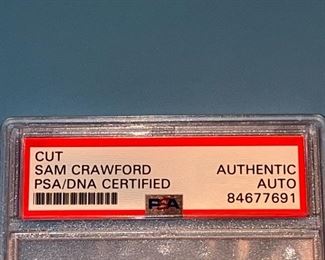 CUT
SAM CRAWFORD AUTHENTIC
PSA/DNA CERTIFIED AUTO
84677691
PSA